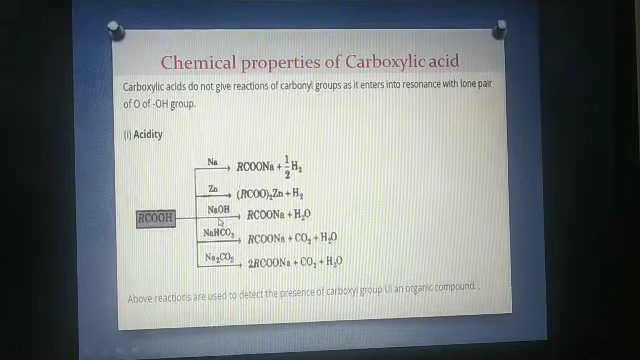 Chemical properties of Carboxylic acid
Carboxylic acids do not give reactions of carbonyl groups as it enters into resonance with lone pair
of O of -OH group.
(i) Acidity
RCOOH
Na → RCOONa + 1/2 H₂
Zn → (RCOO)₂Zn + H₂
NaOH → RCOONa + H₂O
NaHCO₃ → RCOONa + CO₂ + H₂O
Na₂CO₃ → 2RCOONa + CO₂ + H₂O
Above reactions are used to detect the presence of carboxyl group an organic compound..